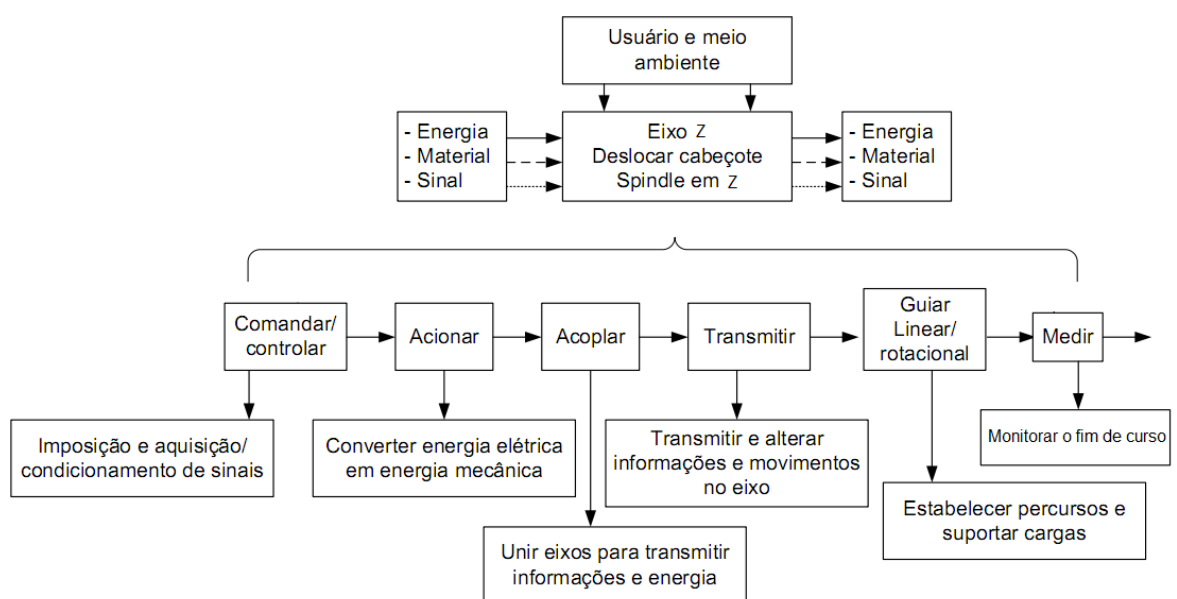 Usuário e meio
ambiente
- Energia
- Material
- Sinal
Eixo Z
Deslocar cabeçote
Spindle em Z
- Energia
- Material
- Sinal
Comandar/
controlar
Acionar
Acoplar
Transmitir
Guiar
Linear/
rotacional
Medir
Imposição e aquisição/
condicionamento de sinais
Converter energia elétrica
em energia mecânica
Unir eixos para transmitir
informações e energia
Transmitir e alterar
informações e movimentos
no eixo
Estabelecer percursos e
suportar cargas
Monitorar o fim de curso